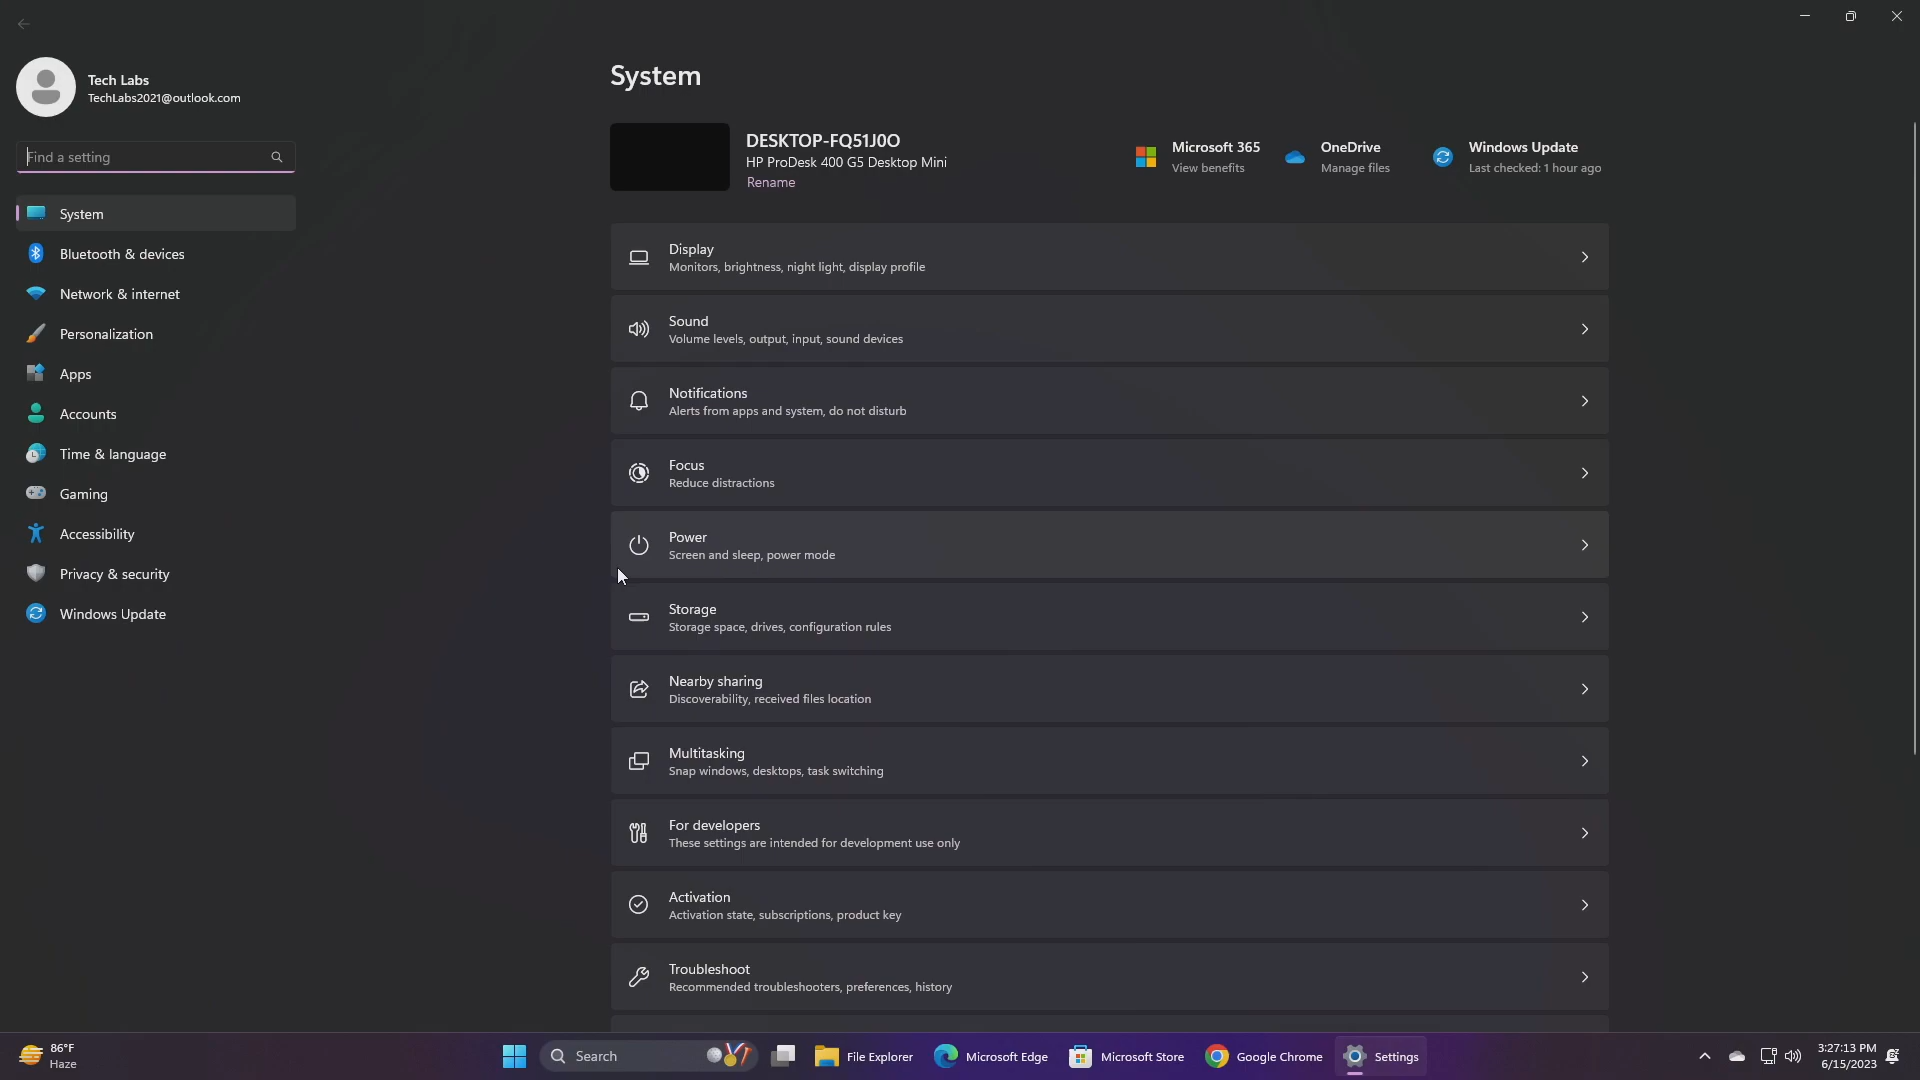 Tech Labs
TechLabs2021@outlook.com
Find a setting
System
Bluetooth & devices
Network & internet
Personalization
Apps
Accounts
Time & language
Gaming
Accessibility
Privacy & security
Windows Update
System
DESKTOP-FQ51J0O
HP ProDesk 400 G5 Desktop Mini
Rename
Microsoft 365
View benefits
OneDrive
Manage files
Windows Update
Last checked: 1 hour ago
Display
Monitors, brightness, night light, display profile
Sound
Volume levels, output, input, sound devices
Notifications
Alerts from apps and system, do not disturb
Focus
Reduce distractions
Power
Screen and sleep, power mode
Storage
Storage space, drives, configuration rules
Nearby sharing
Discoverability, received files location
Multitasking
Snap windows, desktops, task switching
For developers
These settings are intended for development use only
Activation
Activation state, subscriptions, product key
Troubleshoot
Recommended troubleshooters, preferences, history
86°F
Haze
Search
File Explorer
Microsoft Edge
Microsoft Store
Google Chrome
Settings
3:27:13 PM
6/15/2023